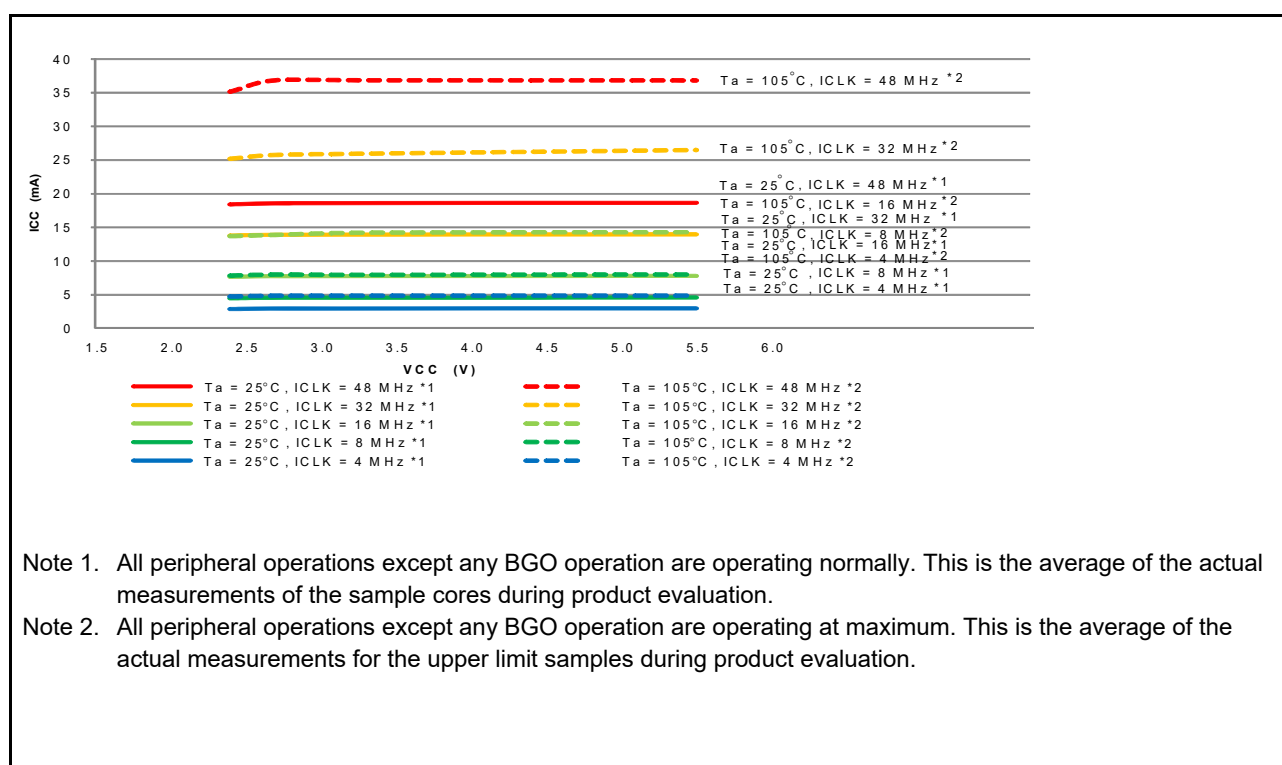 40
35
30
25
20
15
10
5
0
ICC (mA)
1.5 2.0 2.5 3.0 3.5 4.0 4.5 5.0 5.5 6.0
VCC (V)
Ta = 105°C, ICLK = 48 MHz *2
Ta = 105°C, ICLK = 32 MHz *2
Ta = 25°C, ICLK = 48 MHz *1
Ta = 105°C, ICLK = 16 MHz *2
Ta = 25°C, ICLK = 32 MHz *1
Ta = 105°C, ICLK = 8 MHz *2
Ta = 25°C, ICLK = 16 MHz *1
Ta = 105°C, ICLK = 4 MHz *2
Ta = 25°C, ICLK = 8 MHz *1
Ta = 25°C, ICLK = 4 MHz *1
Ta = 25°C, ICLK = 48 MHz *1 Ta = 105°C, ICLK = 48 MHz *2
Ta = 25°C, ICLK = 32 MHz *1 Ta = 105°C, ICLK = 32 MHz *2
Ta = 25°C, ICLK = 16 MHz *1 Ta = 105°C, ICLK = 16 MHz *2
Ta = 25°C, ICLK = 8 MHz *1 Ta = 105°C, ICLK = 8 MHz *2
Ta = 25°C, ICLK = 4 MHz *1 Ta = 105°C, ICLK = 4 MHz *2
Note 1. All peripheral operations except any BGO operation are operating normally. This is the average of the actual
measurements of the sample cores during product evaluation.
Note 2. All peripheral operations except any BGO operation are operating at maximum. This is the average of the
actual measurements for the upper limit samples during product evaluation.